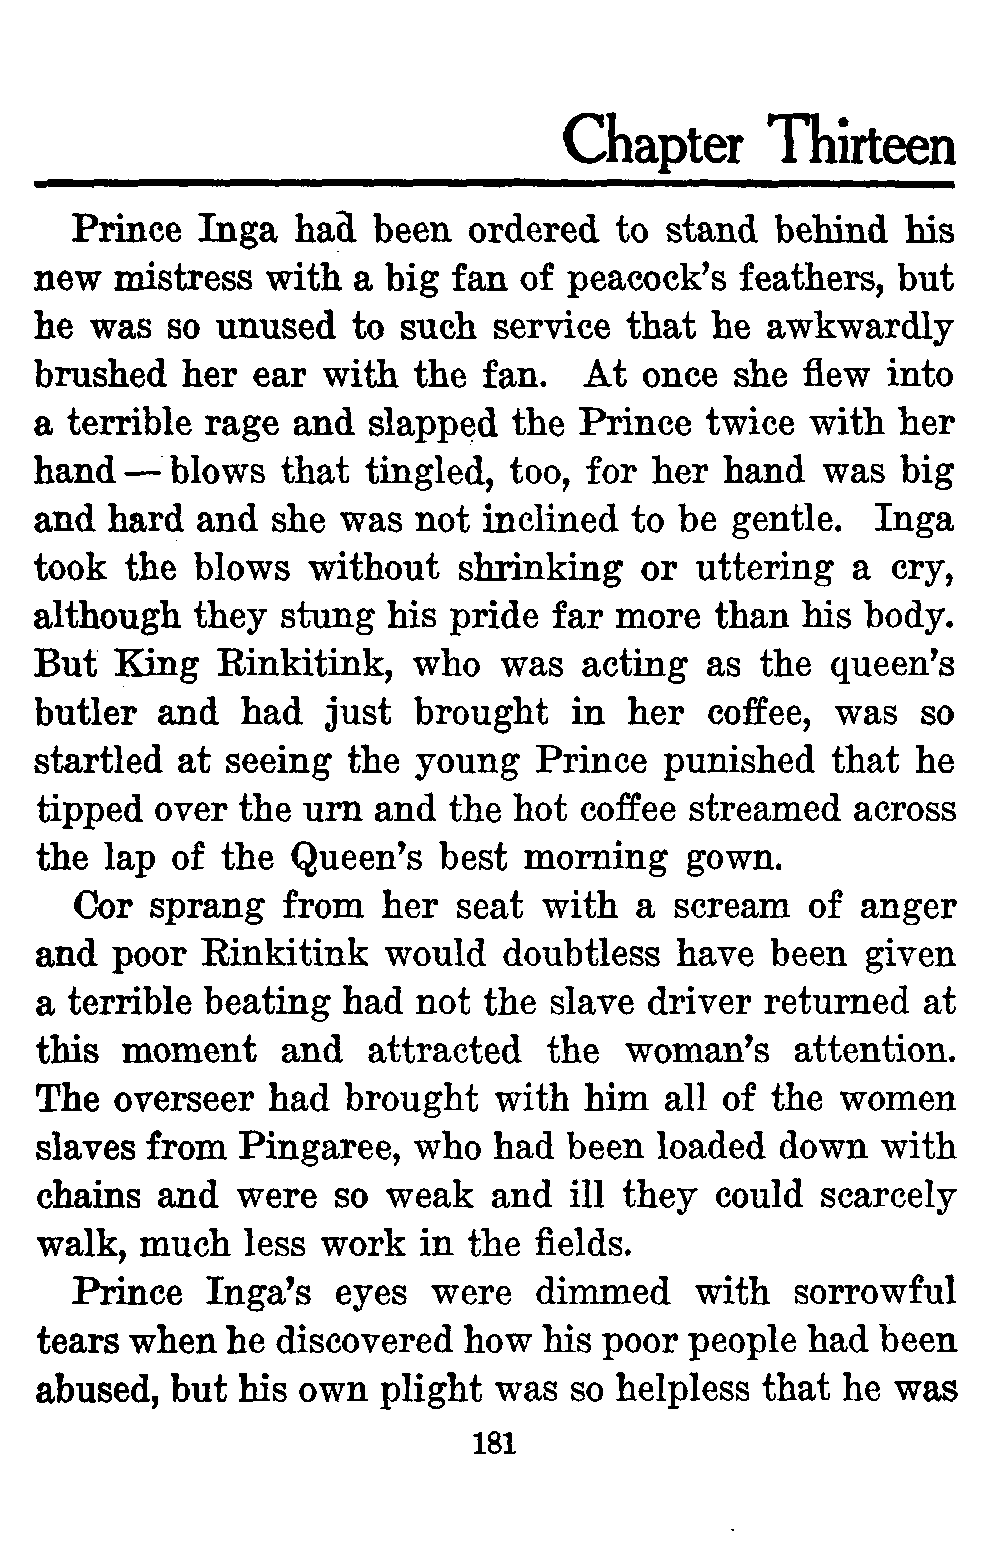 Chapter Thirteen
Prince Inga had been ordered to stand behind his
new mistress with a big fan of peacock's feathers, but
he was so unused to such service that he awkwardly
brushed her ear with the fan. At once she flew into
a terrible rage and slapped the Prince twice with her
hand — blows that tingled, too, for her hand was big
and hard and she was not inclined to be gentle. Inga
took the blows without shrinking or uttering a cry,
although they stung his pride far more than his body.
But King Rinkitink, who was acting as the queen's
butler and had just brought in her coffee, was so
startled at seeing the young Prince punished that he
tipped over the urn and the hot coffee streamed across
the lap of the Queen's best morning gown.
Cor sprang from her seat with a scream of anger
and poor Rinkitink would doubtless have been given
a terrible beating had not the slave driver returned at
this moment and attracted the woman's attention.
The overseer had brought with him all of the women
slaves from Pingaree, who had been loaded down with
chains and were so weak and ill they could scarcely
walk, much less work in the fields.
Prince Inga's eyes were dimmed with sorrowful
tears when he discovered how his poor people had been
abused, but his own plight was so helpless that he was
181